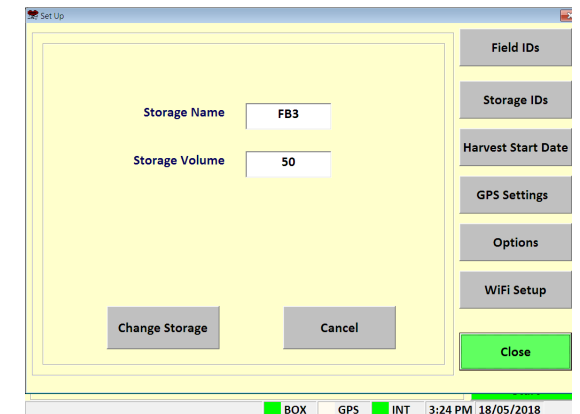 Set Up
Field IDs
Storage IDs
Storage Name FB3
Harvest Start Date
Storage Volume 50
GPS Settings
Options
WiFi Setup
Change Storage Cancel
Close
BOX GPS INT 3:24 PM 18/05/2018